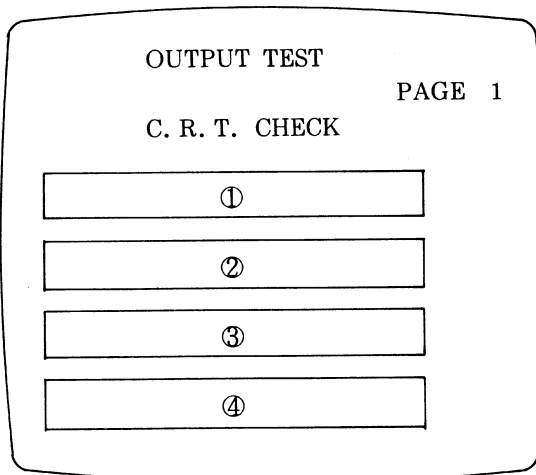 OUTPUT TEST
PAGE 1
C. R. T. CHECK
①
②
③
④